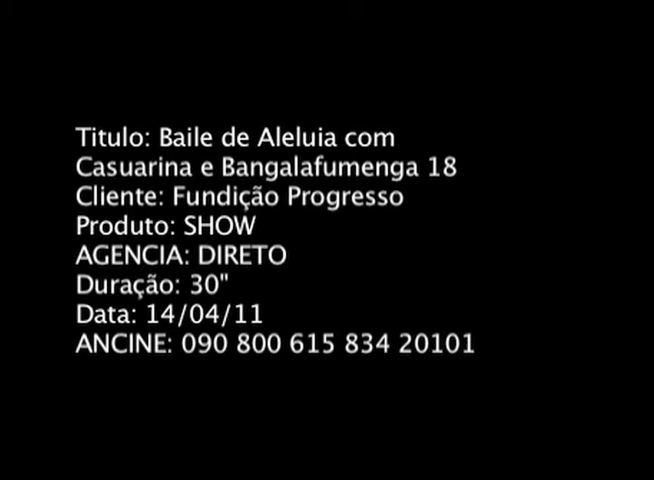 Titulo: Baile de Aleluia com
Casuarina e Bangalafumenga 18
Cliente: Fundição Progresso
Produto: SHOW
AGENCIA: DIRETO
Duração: 30"
Data: 14/04/11
ANCINE: 090 800 615 834 20101